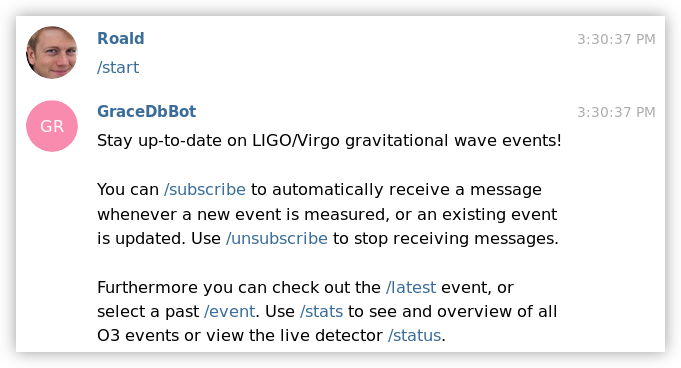 Roald 3:30:37 PM
/start
GR
GraceDbBot 3:30:37 PM
Stay up-to-date on LIGO/Virgo gravitational wave events!
You can /subscribe to automatically receive a message
whenever a new event is measured, or an existing event
is updated. Use /unsubscribe to stop receiving messages.
Furthermore you can check out the /latest event, or
select a past /event. Use /stats to see and overview of all
O3 events or view the live detector /status.